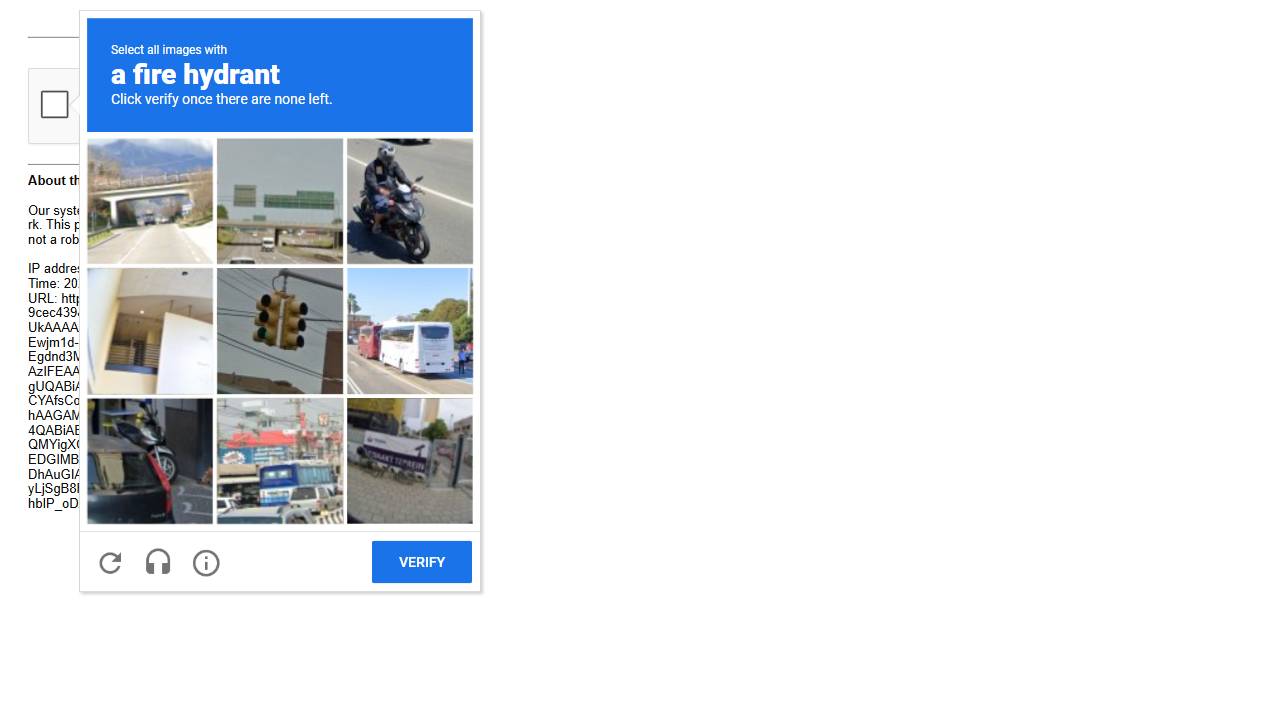 Select all images with
a fire hydrant
Click verify once there are none left.
About th
Our syste
rk. This p
not a rob
IP addres
Time: 20
URL: http
9cec439
UkAAAA
Ewjm1d-
Egdnd3M
AzIFEAA
gUQABiA
CYAfsCo
hAAGAM
4QABiAE
QMYigX
EDGIMB
DhAuGIA
yLjSgB8
hbIP_oD
VERIFY